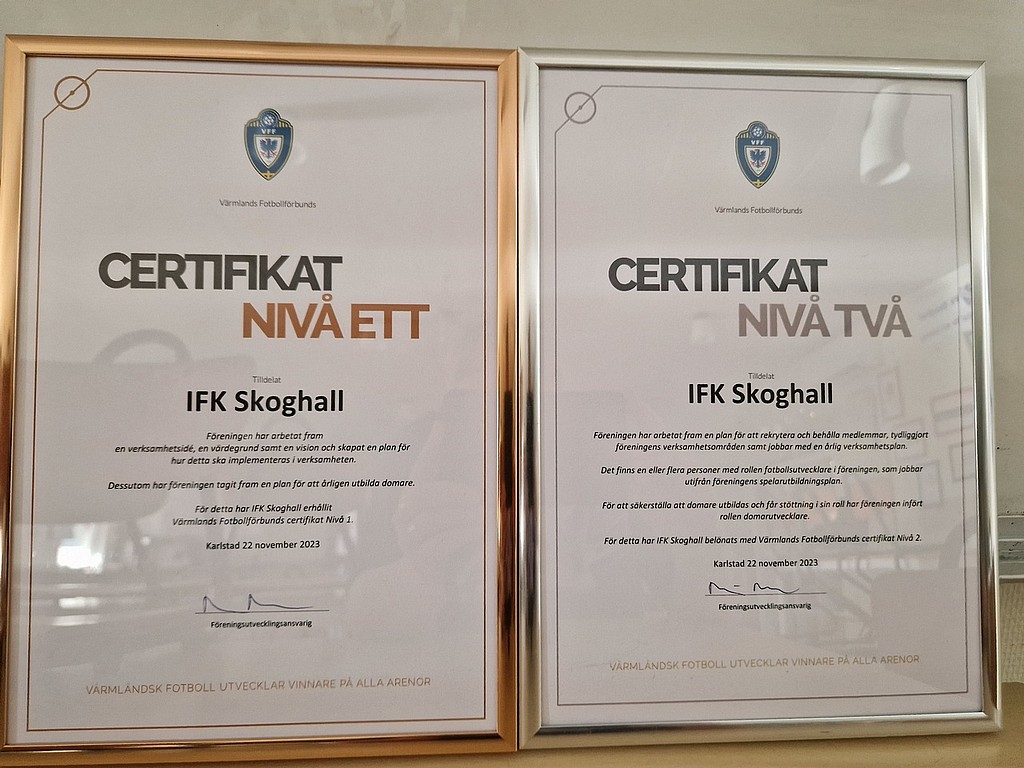 VFF
Värmlands Fotbollförbunds
CERTIFIKAT
NIVÅ ETT
Tilldelat
IFK Skoghall
Föreningen har arbetat fram
en verksamhetsidé, en värdegrund samt en vision och skapat en plan för
hur detta ska implementeras i verksamheten.
Dessutom har föreningen tagit fram en plan för att årligen utbilda domare.
För detta har IFK Skoghall erhållit
Värmlands Fotbollförbunds certifikat Nivå 1.
Karlstad 22 november 2023
Föreningsutvecklingsansvarig
VÄRMLÄNDSK FOTBOLL UTVECKLAR VINNARE PÅ ALLA ARENOR
VFF
Värmlands Fotbollförbunds
CERTIFIKAT
NIVÅ TVÅ
Tilldelat
IFK Skoghall
Föreningen har arbetat fram en plan för att rekrytera och behålla medlemmar, tydliggjort
föreningens verksamhetsområden samt jobbar med en årlig verksamhetsplan.
Det finns en eller flera personer med rollen fotbollsutvecklare i föreningen, som jobbar
utifrån föreningens spelarutbildningsplan.
För att säkerställa att domare utbildas och får stöttning i sin roll har föreningen infört
rollen domarutvecklare.
För detta har IFK Skoghall belönats med Värmlands Fotbollförbunds certifikat Nivå 2.
Karlstad 22 november 2023
Föreningsutvecklingsansvarig
VÄRMLÄNDSK FOTBOLL UTVECKLAR VINNARE PÅ ALLA ARENOR